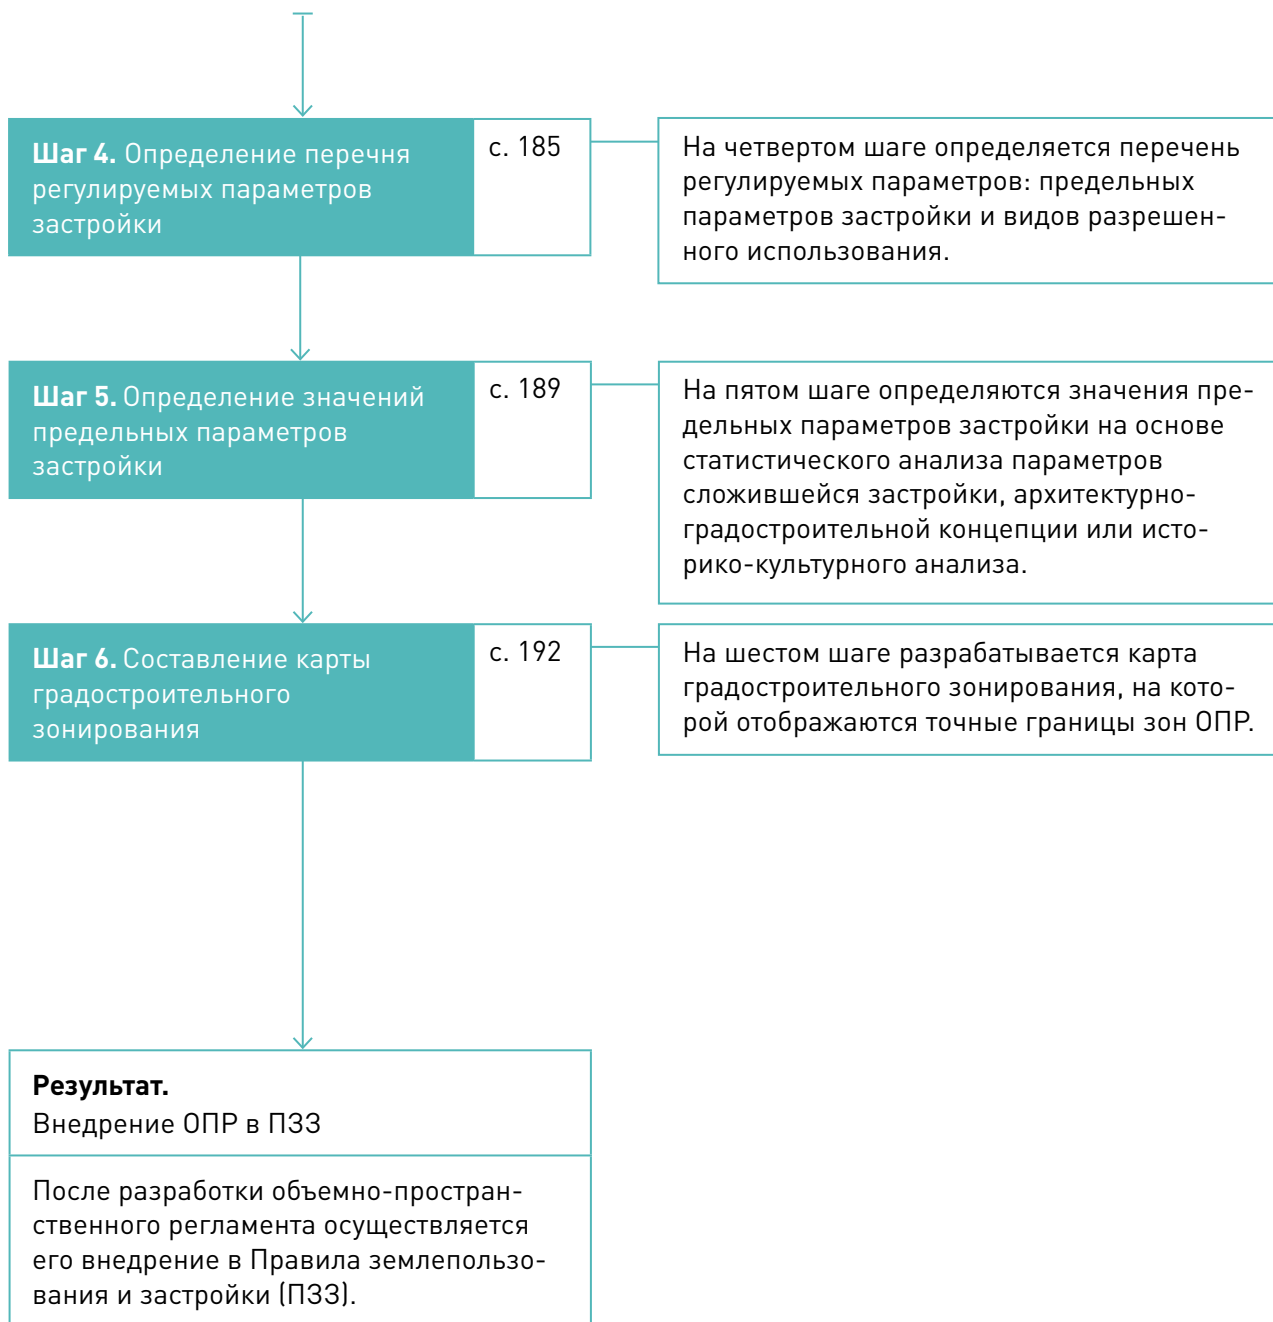 Шаг 4. Определение перечня
регулируемых параметров
застройки
с. 185
На четвертом шаге определяется перечень
регулируемых параметров: предельных
параметров застройки и видов разрешен-
ного использования.
Шаг 5. Определение значений
предельных параметров
застройки
с. 189
На пятом шаге определяются значения пре-
дельных параметров застройки на основе
статистического анализа параметров
сложившейся застройки, архитектурно-
градостроительной концепции или исто-
рико-культурного анализа.
Шаг 6. Составление карты
градостроительного
зонирования
с. 192
На шестом шаге разрабатывается карта
градостроительного зонирования, на кото-
рой отображаются точные границы зон ОПР.
Результат.
Внедрение ОПР в ПЗЗ
После разработки объемно-простран-
ственного регламента осуществляется
его внедрение в Правила землепользо-
вания и застройки (ПЗЗ).